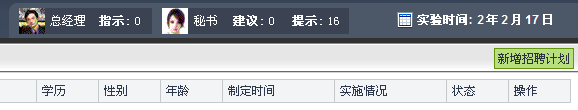 总经理 指示: 0 秘书 建议: 0 提示: 16 实验时间: 2年2月17日
新增招聘计划
学历 性别 年龄 制定时间 实施情况 状态 操作